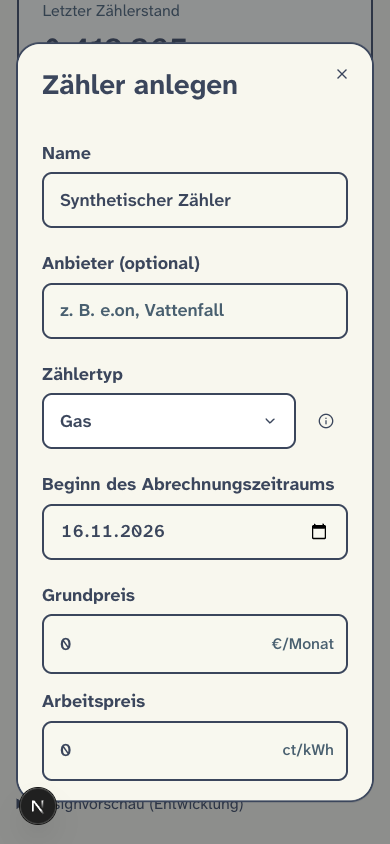 Letzter Zählerstand
Zähler anlegen
Name
Synthetischer Zähler
Anbieter (optional)
z. B. e.on, Vattenfall
Zählertyp
Gas
Beginn des Abrechnungszeitraums
16.11.2026
Grundpreis
0 €/Monat
Arbeitspreis
0 ct/kWh
N
(Entwicklung)